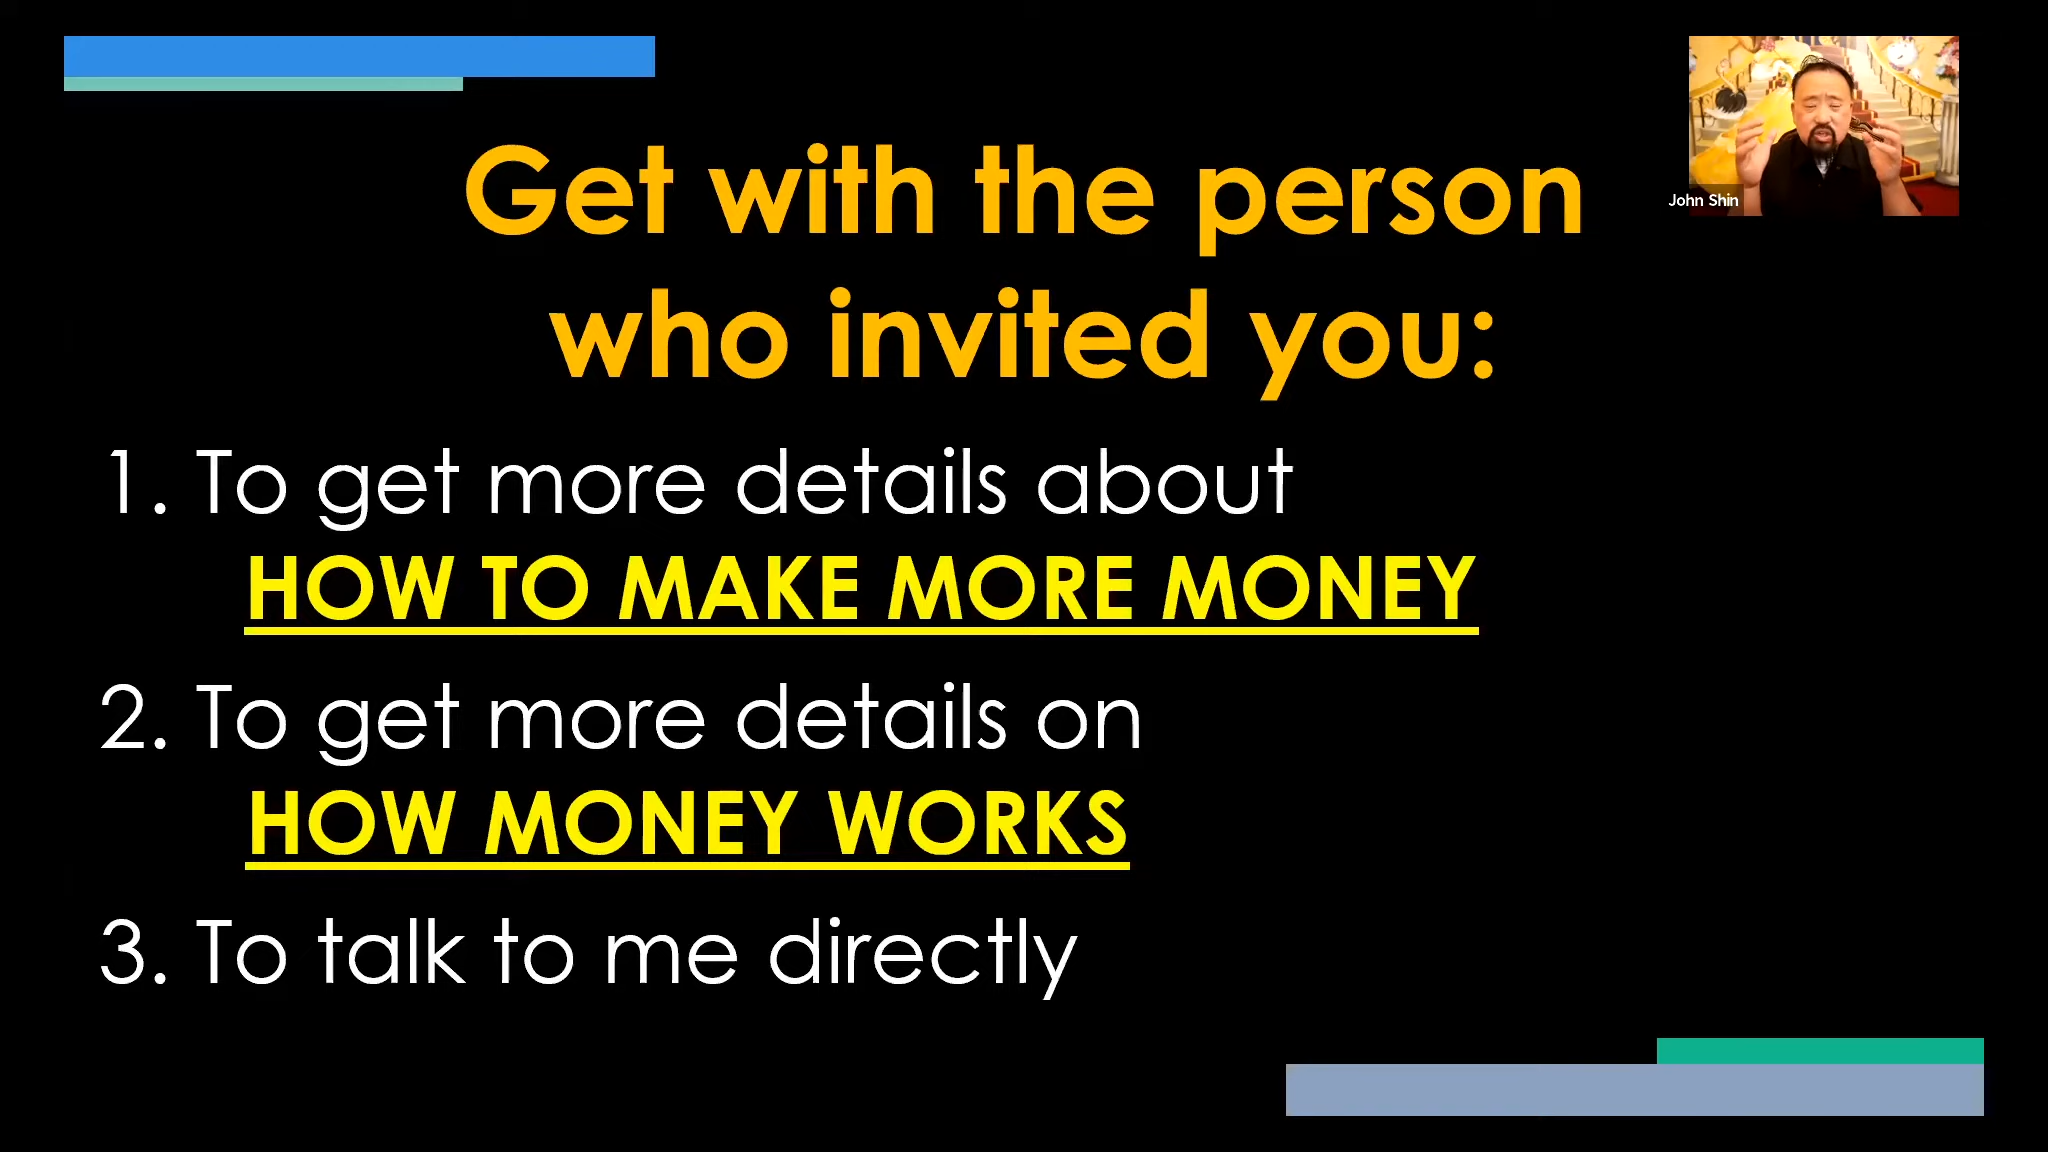 Get with the person
who invited you:
1. To get more details about
HOW TO MAKE MORE MONEY
2. To get more details on
HOW MONEY WORKS
3. To talk to me directly
John Shin